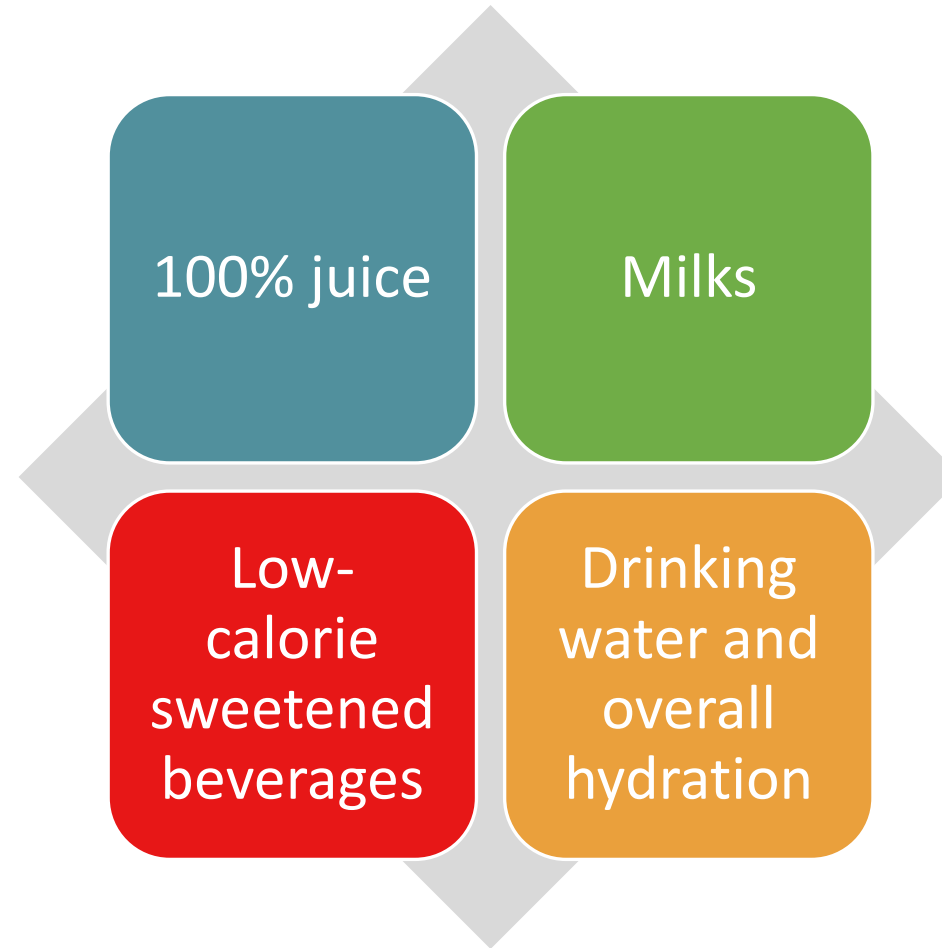 100% juice
Milks
Low-
calorie
sweetened
beverages
Drinking
water and
overall
hydration